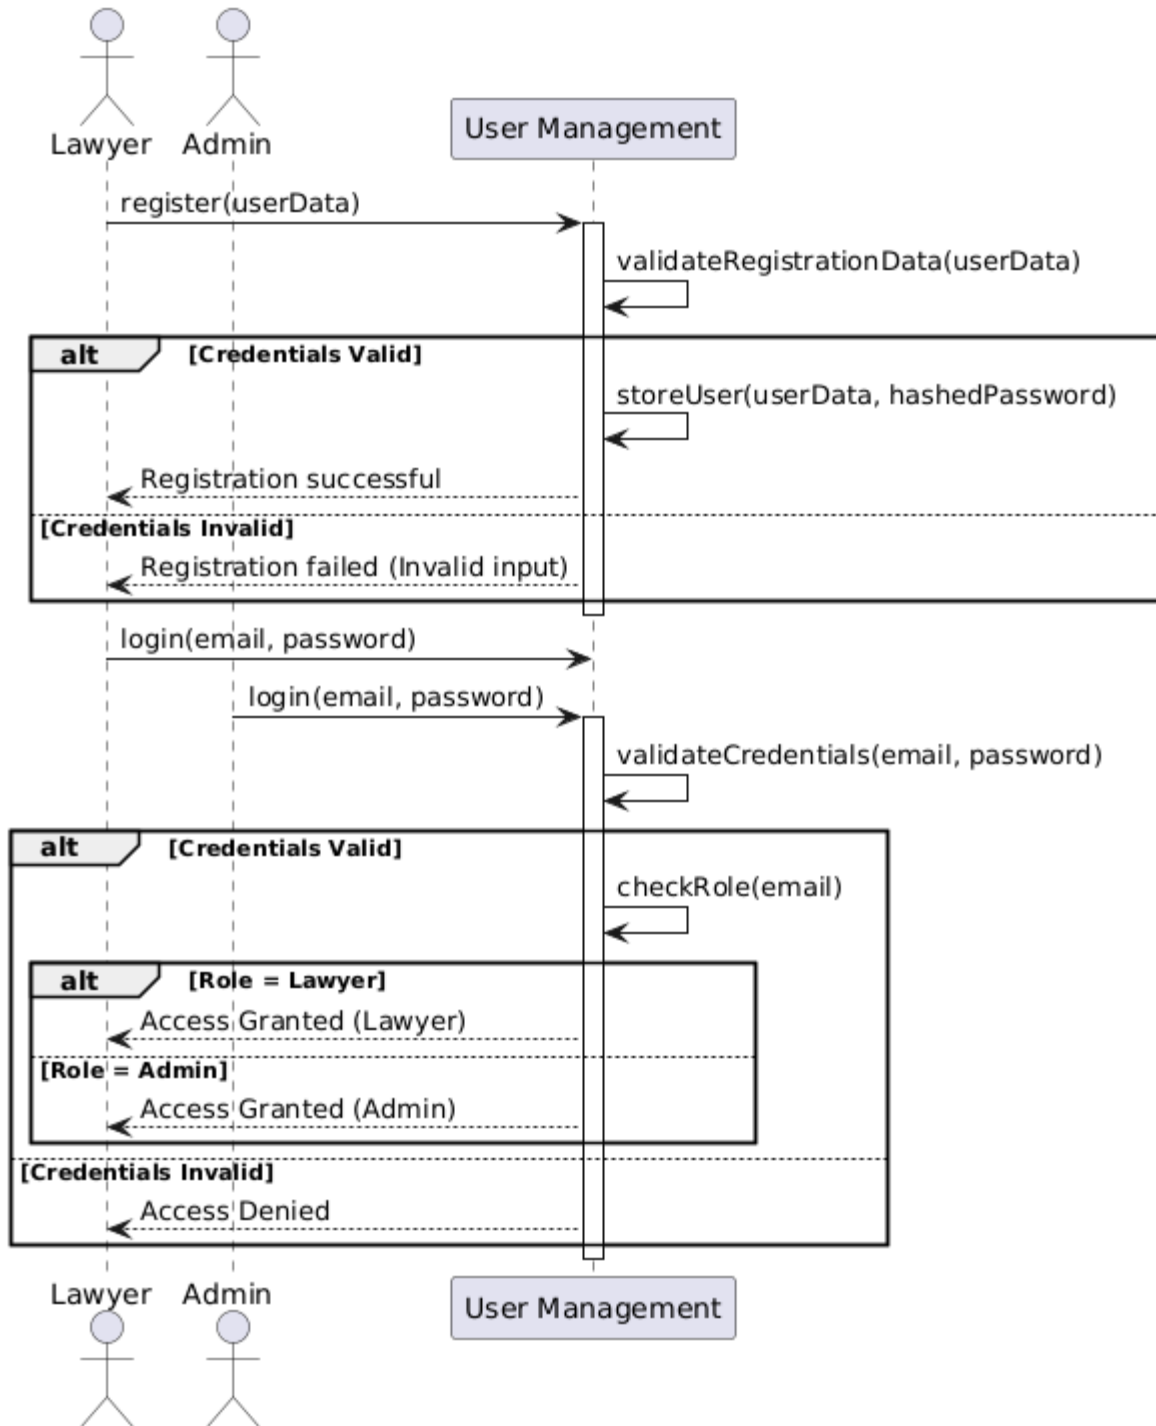 Lawyer Admin
User Management
register(userData)
validateRegistrationData(userData)
alt [Credentials Valid]
storeUser(userData, hashedPassword)
Registration successful
[Credentials Invalid]
Registration failed (Invalid input)
login(email, password)
login(email, password)
validateCredentials(email, password)
alt [Credentials Valid]
checkRole(email)
alt [Role = Lawyer]
Access Granted (Lawyer)
[Role = Admin]
Access Granted (Admin)
[Credentials Invalid]
Access Denied
Lawyer Admin
User Management